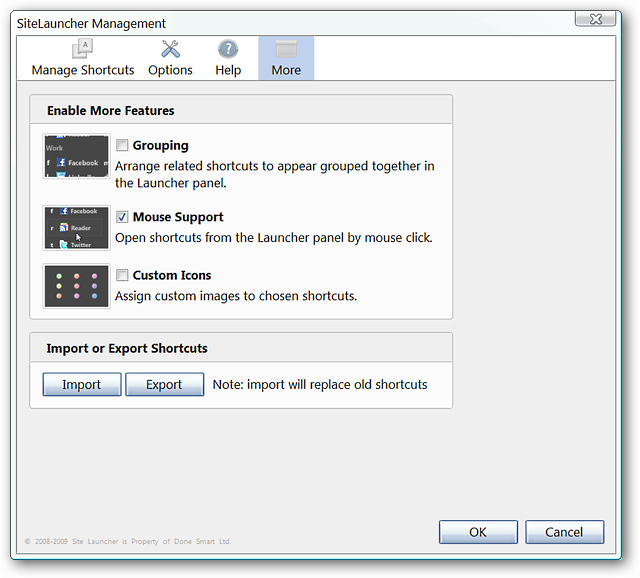 SiteLauncher Management
Manage Shortcuts
Options
Help
More
Enable More Features
Work
f Facebook m
Grouping
Arrange related shortcuts to appear grouped together in
the Launcher panel.
f Facebook
r Reader
t Twitter
Mouse Support
Open shortcuts from the Launcher panel by mouse click.
Custom Icons
Assign custom images to chosen shortcuts.
Import or Export Shortcuts
Import
Export
Note: import will replace old shortcuts
© 2008-2009 Site Launcher is Property of Done Smart Ltd.
OK
Cancel